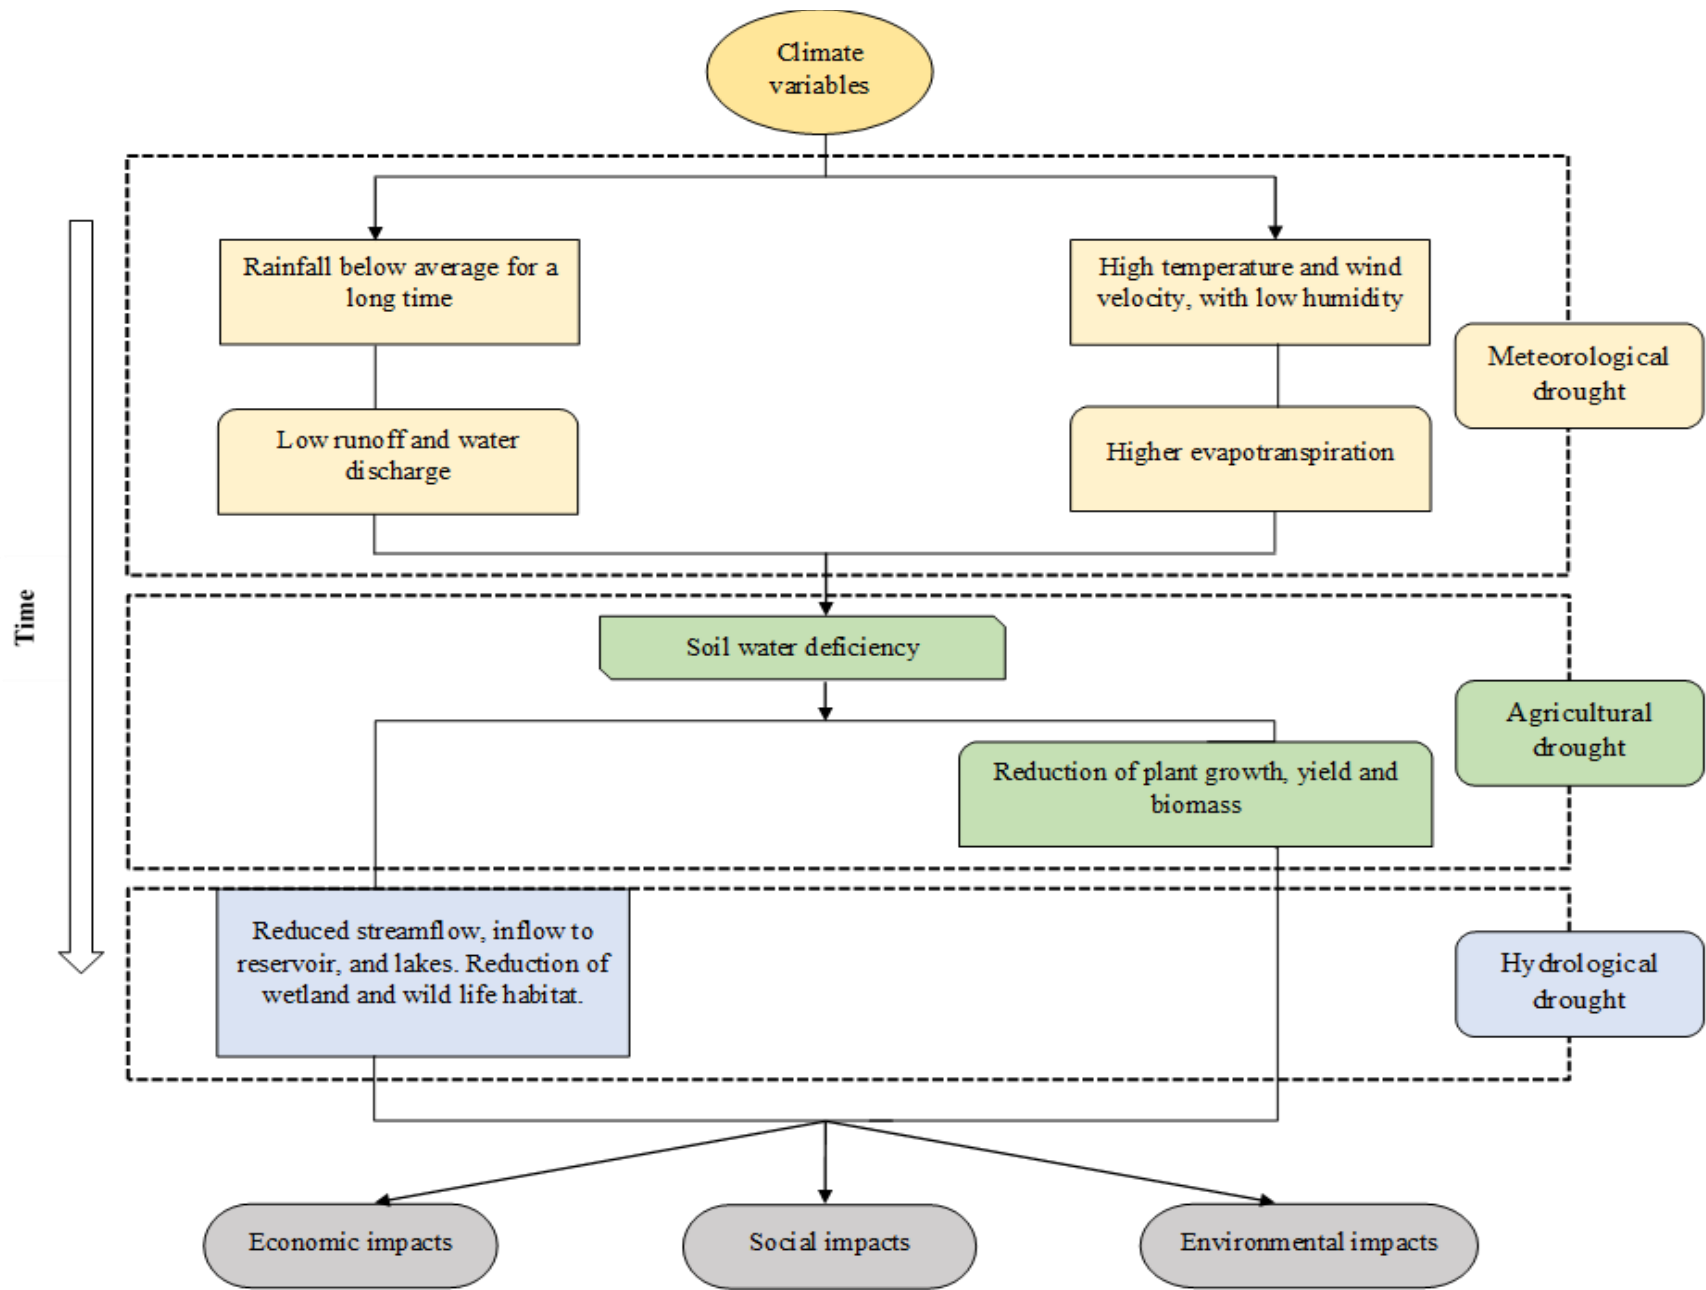 Climate
variables
Rainfall below average for a
long time
High temperature and wind
velocity, with low humidity
Meteorological
drought
Low runoff and water
discharge
Higher evapotranspiration
Time
Soil water deficiency
Agricultural
drought
Reduction of plant growth, yield and
biomass
Reduced streamflow, inflow to
reservoir, and lakes. Reduction of
wetland and wild life habitat.
Hydrological
drought
Economic impacts
Social impacts
Environmental impacts